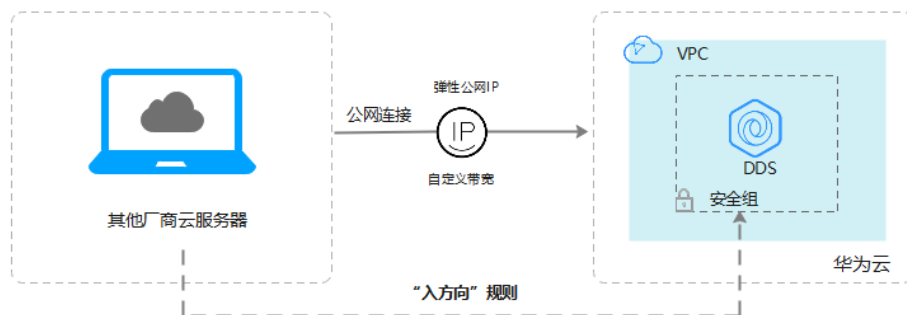 其他厂商云服务器
公网连接
弹性公网IP
IP
自定义带宽
VPC
DDS
安全组
华为云
“入方向”规则